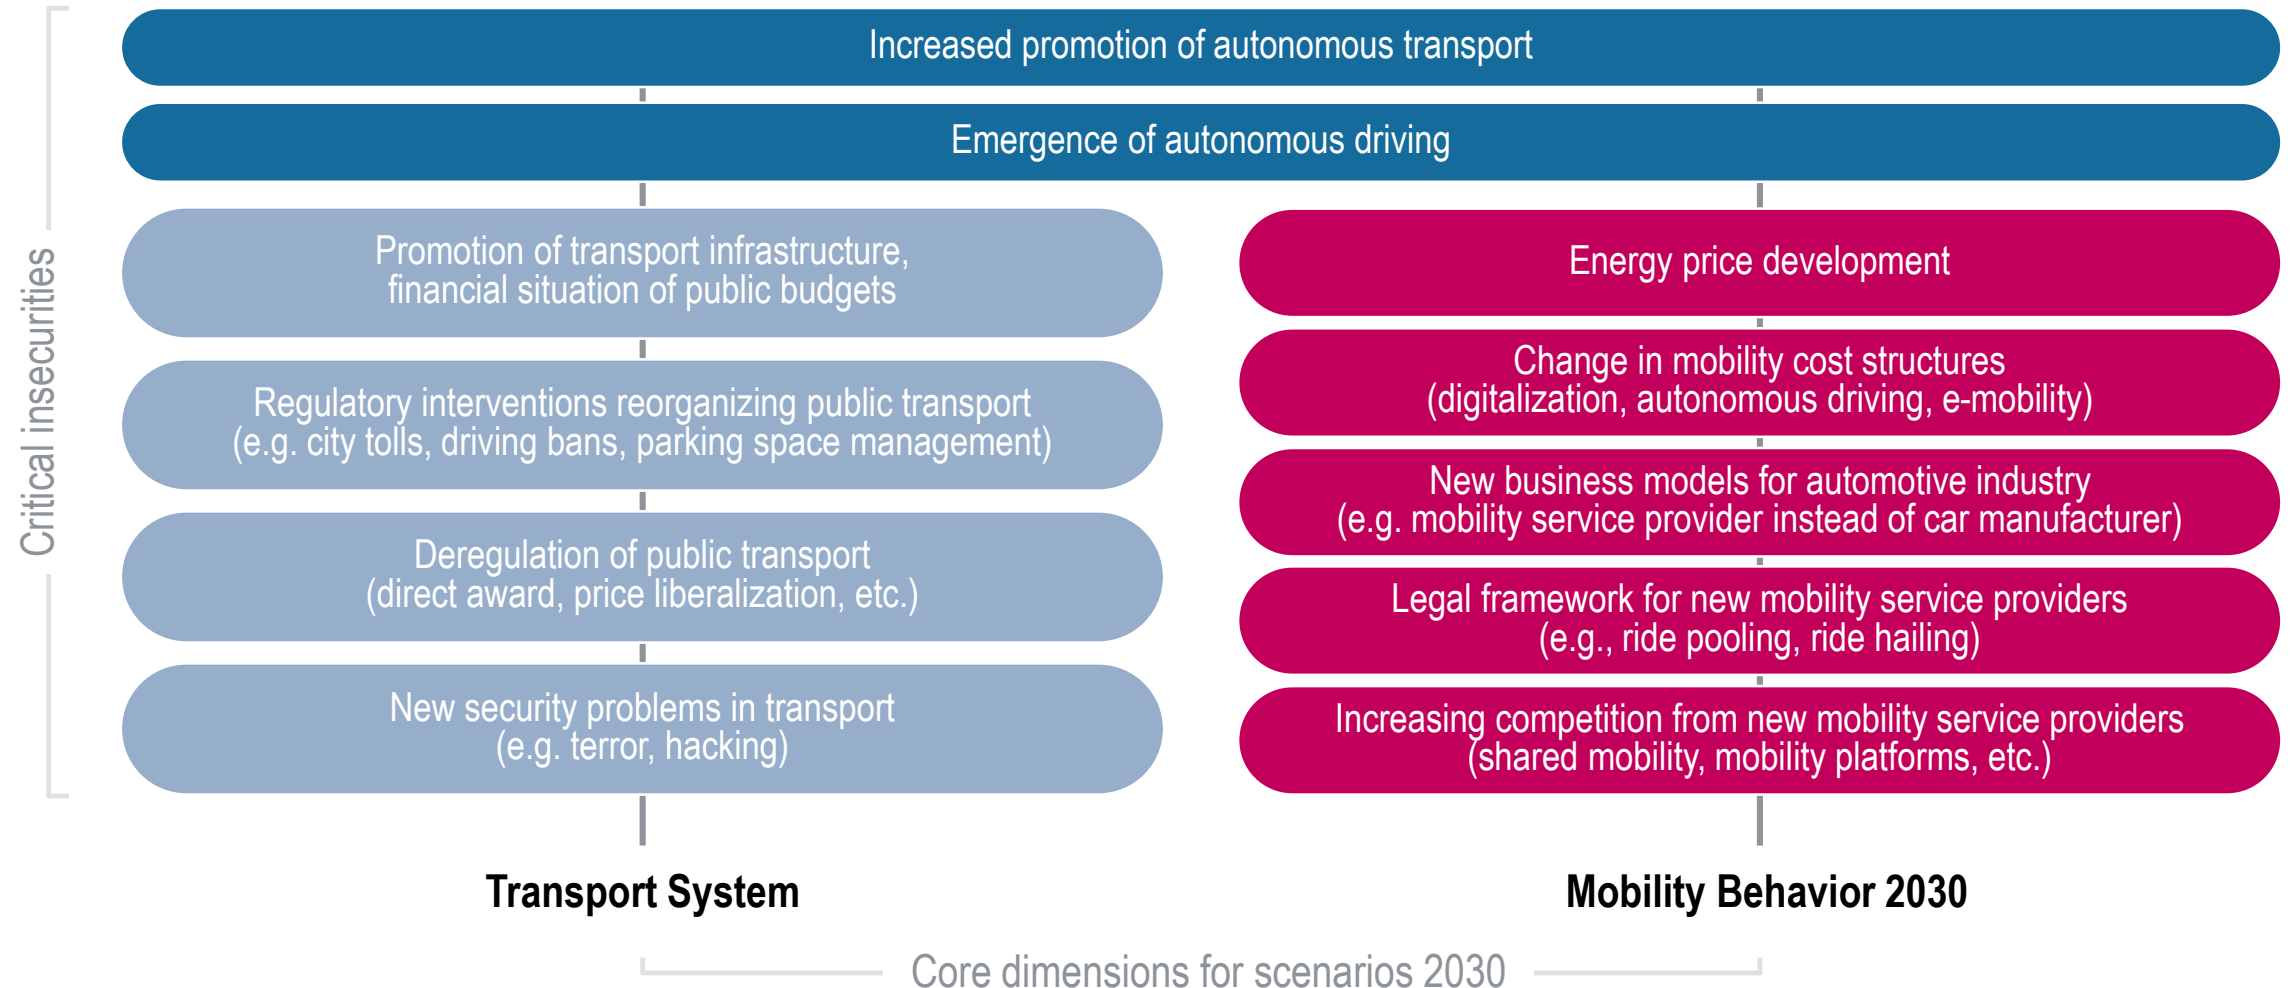 Increased promotion of autonomous transport
Emergence of autonomous driving
Critical insecurities
Promotion of transport infrastructure,
financial situation of public budgets
Regulatory interventions reorganizing public transport
(e.g. city tolls, driving bans, parking space management)
Deregulation of public transport
(direct award, price liberalization, etc.)
New security problems in transport
(e.g. terror, hacking)
Transport System
Energy price development
Change in mobility cost structures
(digitalization, autonomous driving, e-mobility)
New business models for automotive industry
(e.g. mobility service provider instead of car manufacturer)
Legal framework for new mobility service providers
(e.g., ride pooling, ride hailing)
Increasing competition from new mobility service providers
(shared mobility, mobility platforms, etc.)
Mobility Behavior 2030
Core dimensions for scenarios 2030